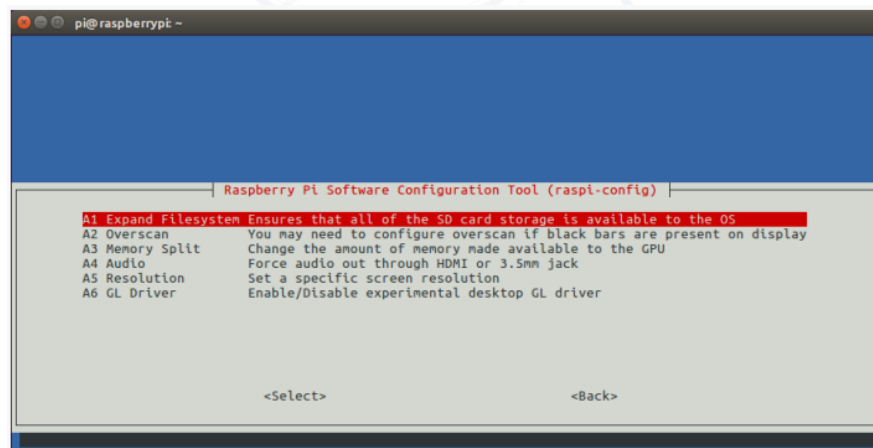 pi@raspberrypi: ~
Raspberry Pi Software Configuration Tool (raspi-config)
A1 Expand Filesystem Ensures that all of the SD card storage is available to the OS
A2 Overscan You may need to configure overscan if black bars are present on display
A3 Memory Split Change the amount of memory made available to the GPU
A4 Audio Force audio out through HDMI or 3.5mm jack
A5 Resolution Set a specific screen resolution
A6 GL Driver Enable/Disable experimental desktop GL driver
<Select> <Back>